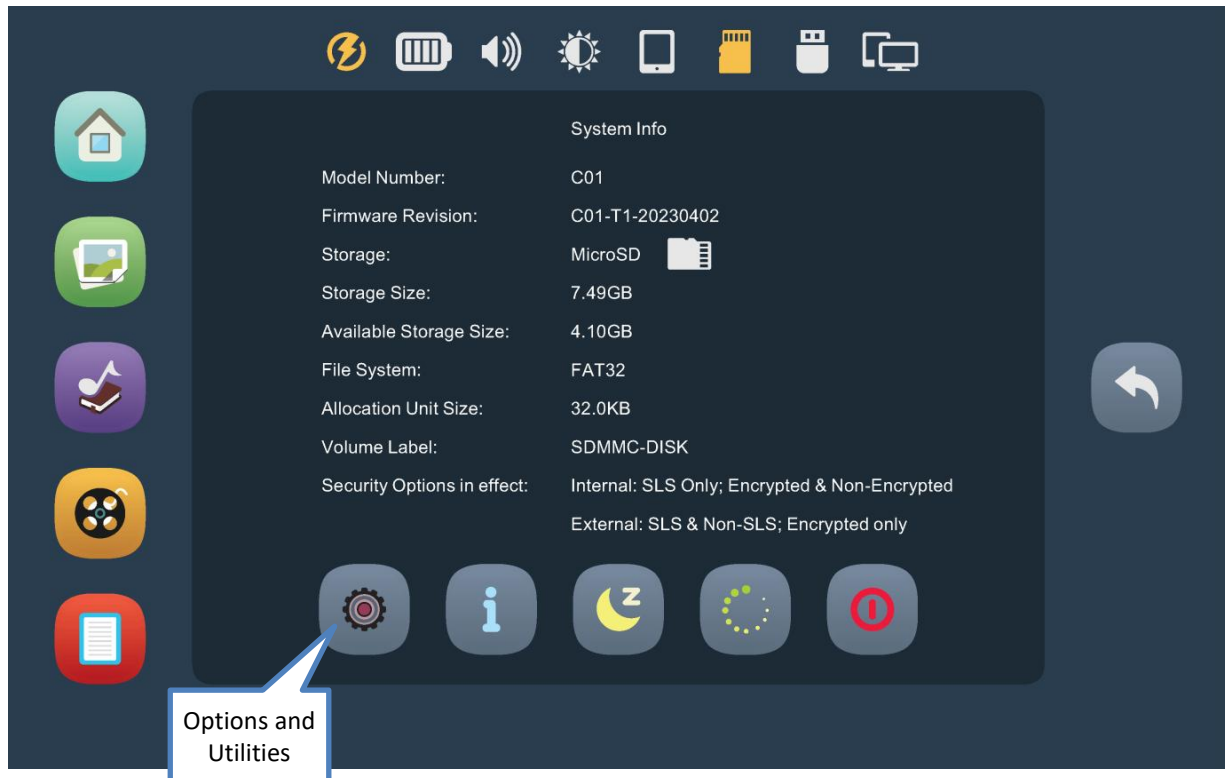 System Info
Model Number: C01
Firmware Revision: C01-T1-20230402
Storage: MicroSD
Storage Size: 7.49GB
Available Storage Size: 4.10GB
File System: FAT32
Allocation Unit Size: 32.0KB
Volume Label: SDMMC-DISK
Security Options in effect: Internal: SLS Only; Encrypted & Non-Encrypted
External: SLS & Non-SLS; Encrypted only
z
Options and
Utilities